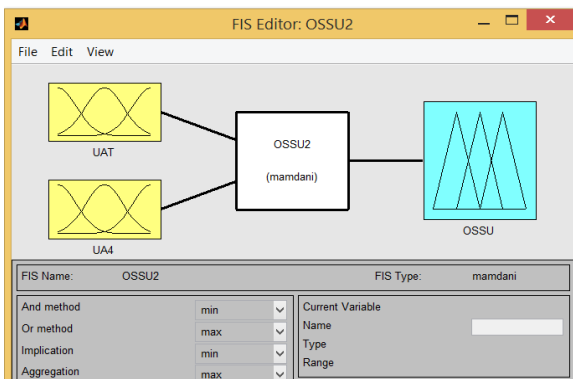 FIS Editor: OSSU2
File Edit View
UAT
OSSU2
(mamdani)
UA4
OSSU
FIS Name: OSSU2 FIS Type: mamdani
And method min
Or method max
Implication min
Aggregation max
Current Variable
Name
Type
Range